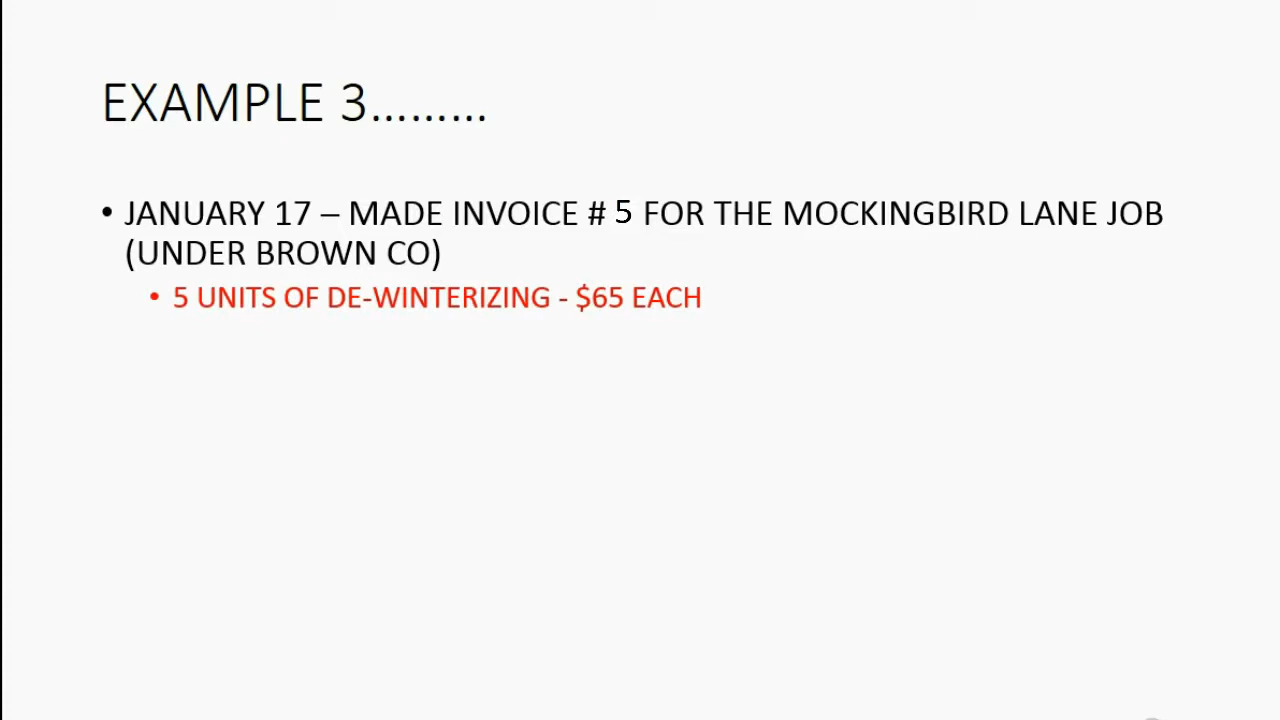 EXAMPLE 3.........
• JANUARY 17 – MADE INVOICE # 5 FOR THE MOCKINGBIRD LANE JOB
(UNDER BROWN CO)
• 5 UNITS OF DE-WINTERIZING - $65 EACH